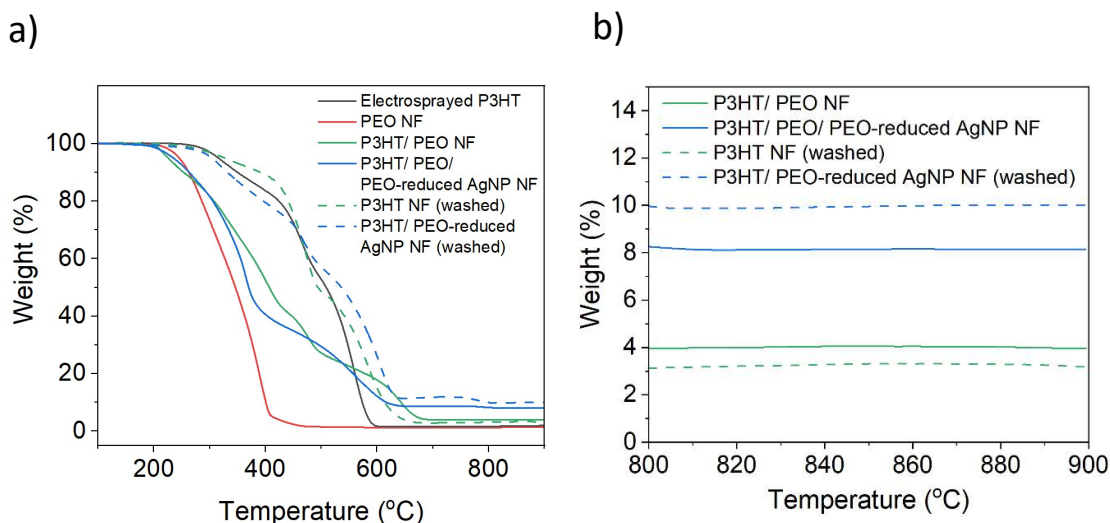 a)
Electrosprayed P3HT
PEO NF
P3HT/ PEO NF
P3HT/ PEO/
PEO-reduced AgNP NF
P3HT NF (washed)
P3HT/ PEO-reduced
AgNP NF (washed)
100
80
60
40
20
0
Weight (%)
200
400
600
800
Temperature (°C)
b)
P3HT/ PEO NF
P3HT/ PEO/ PEO-reduced AgNP NF
P3HT NF (washed)
P3HT/ PEO-reduced AgNP NF (washed)
14
12
10
8
6
4
2
0
Weight (%)
800
820
840
860
880
900
Temperature (°C)